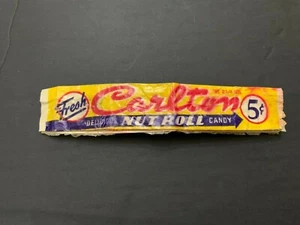 Fresh
Carlton
5¢
NUT ROLL CANDY